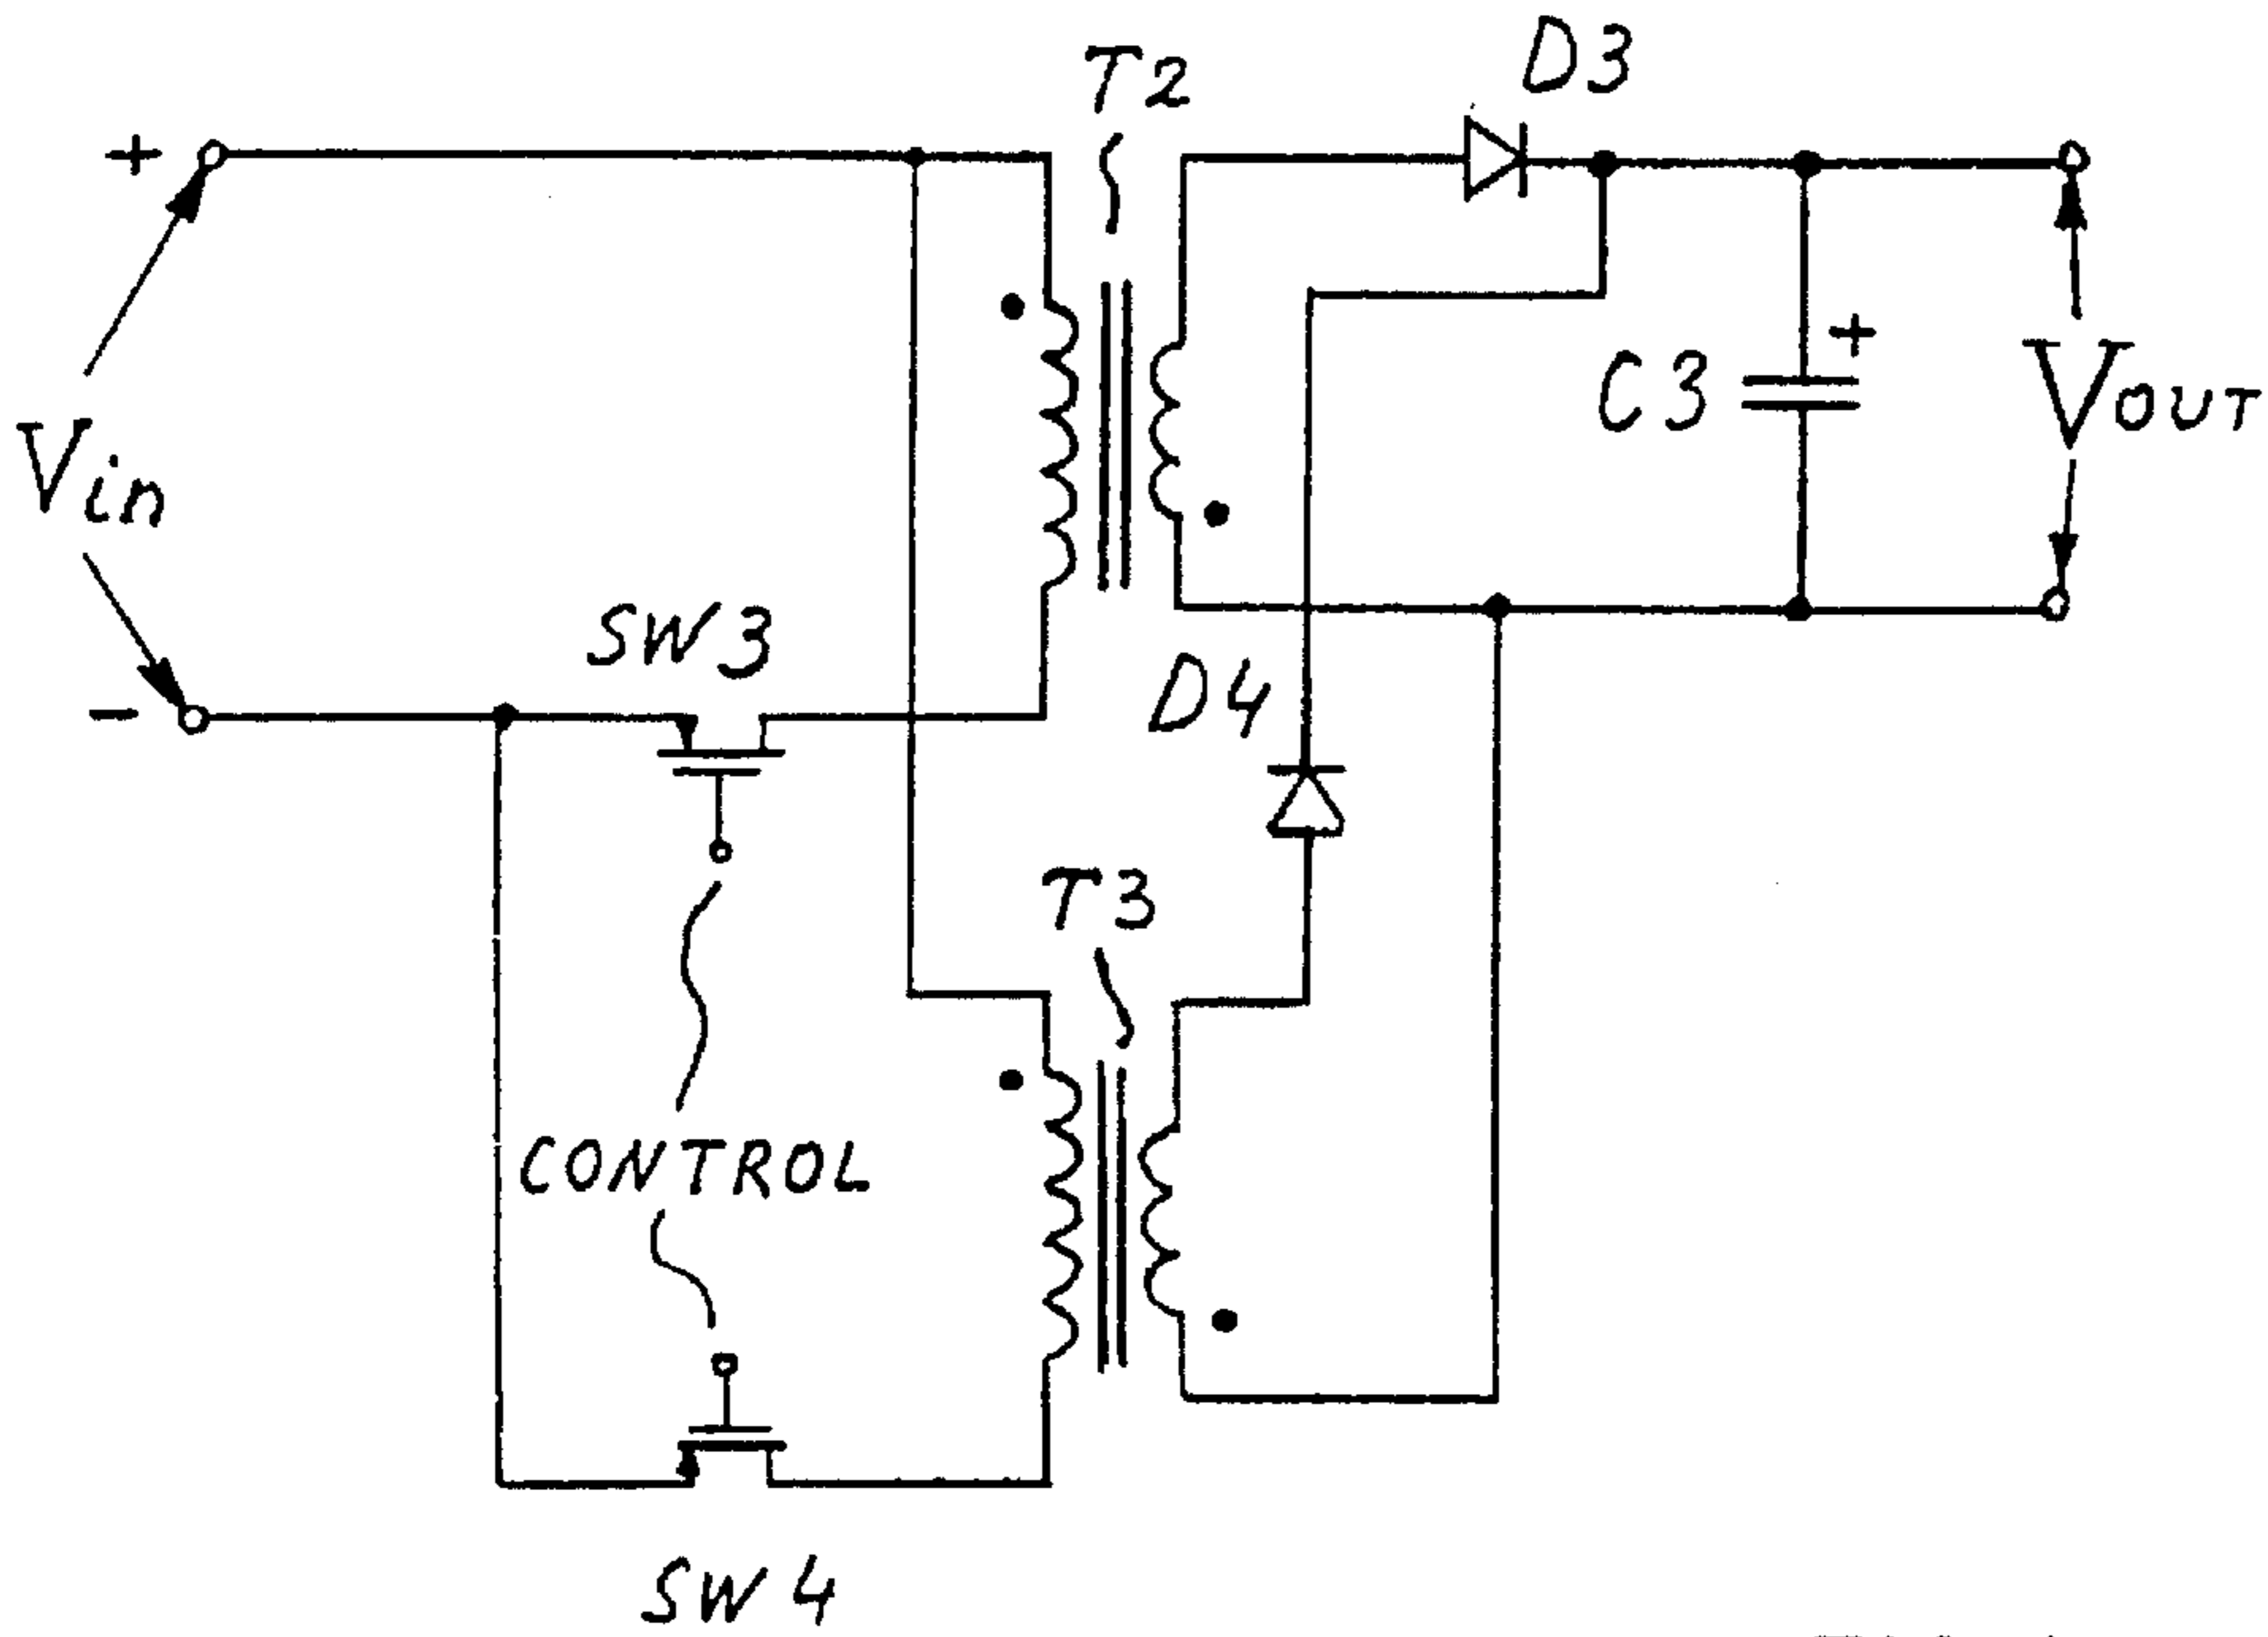 T2
D3
+
Vin
-
SW3
C3
+
VOUT
D4
T3
CONTROL
SW4